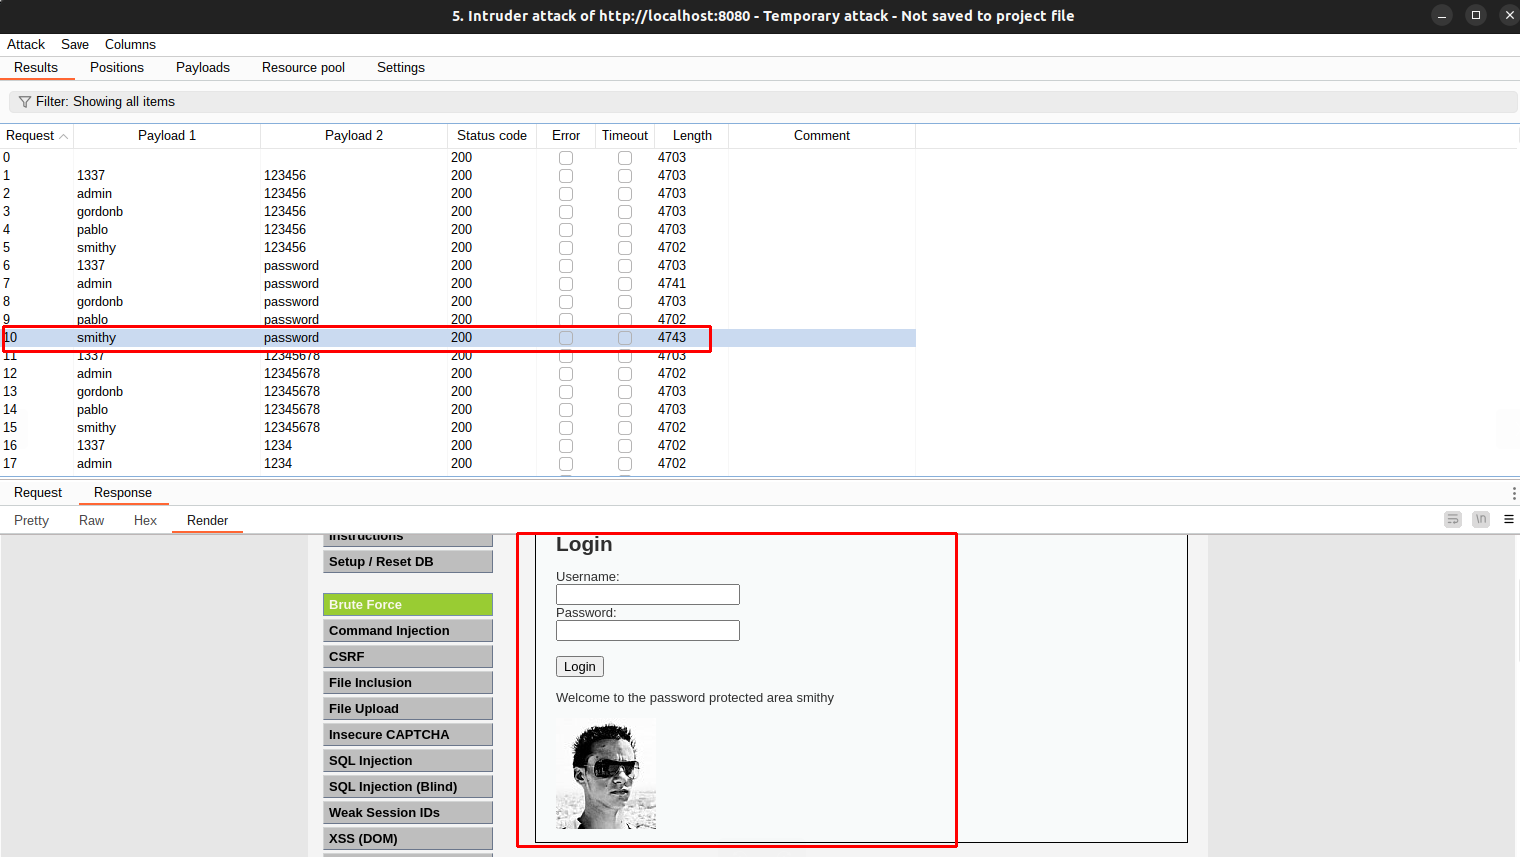 5. Intruder attack of http://localhost:8080 - Temporary attack - Not saved to project file
Attack Save Columns
Results Positions Payloads Resource pool Settings
Filter: Showing all items
Request Payload 1 Payload 2 Status code Error Timeout Length Comment
0 200 4703
1 1337 123456 200 4703
2 admin 123456 200 4703
3 gordonb 123456 200 4703
4 pablo 123456 200 4703
5 smithy 123456 200 4702
6 1337 password 200 4703
7 admin password 200 4741
8 gordonb password 200 4703
9 pablo password 200 4702
10 smithy password 200 4743
11 1337 12345678 200 4703
12 admin 12345678 200 4702
13 gordonb 12345678 200 4703
14 pablo 12345678 200 4703
15 smithy 12345678 200 4702
16 1337 1234 200 4702
17 admin 1234 200 4702
Request Response
Pretty Raw Hex Render
\n
Instructions
Setup / Reset DB
Brute Force
Command Injection
CSRF
File Inclusion
File Upload
Insecure CAPTCHA
SQL Injection
SQL Injection (Blind)
Weak Session IDs
XSS (DOM)
Login
Username:
Password:
Login
Welcome to the password protected area smithy